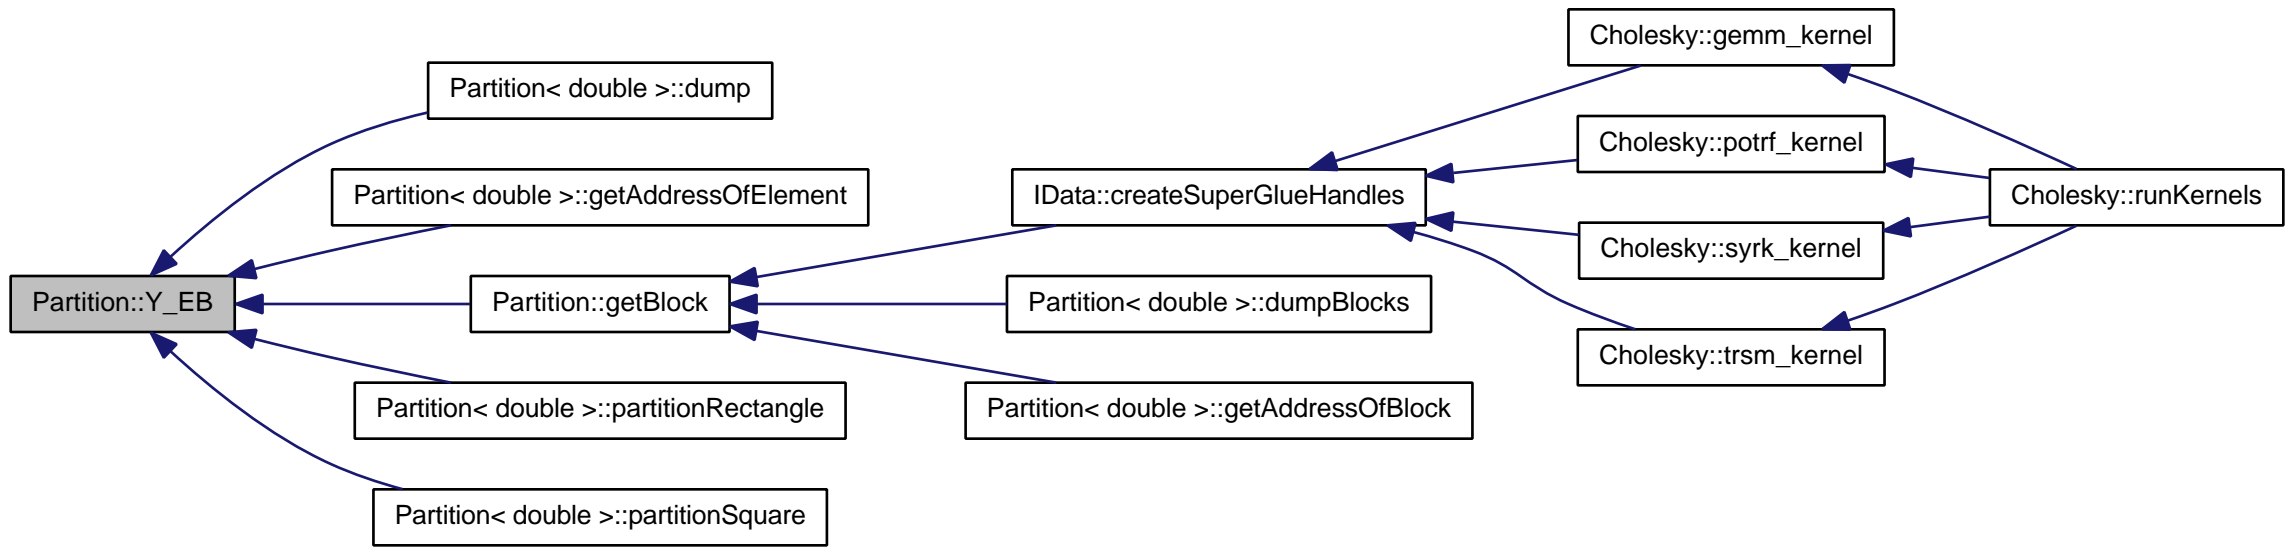 Cholesky::gemm_kernel
Partition< double >::dump
Cholesky::potrf_kernel
Partition< double >::getAddressOfElement
IData::createSuperGlueHandles
Cholesky::runKernels
Cholesky::syrk_kernel
Partition::Y_EB
Partition::getBlock
Partition< double >::dumpBlocks
Cholesky::trsm_kernel
Partition< double >::partitionRectangle
Partition< double >::getAddressOfBlock
Partition< double >::partitionSquare